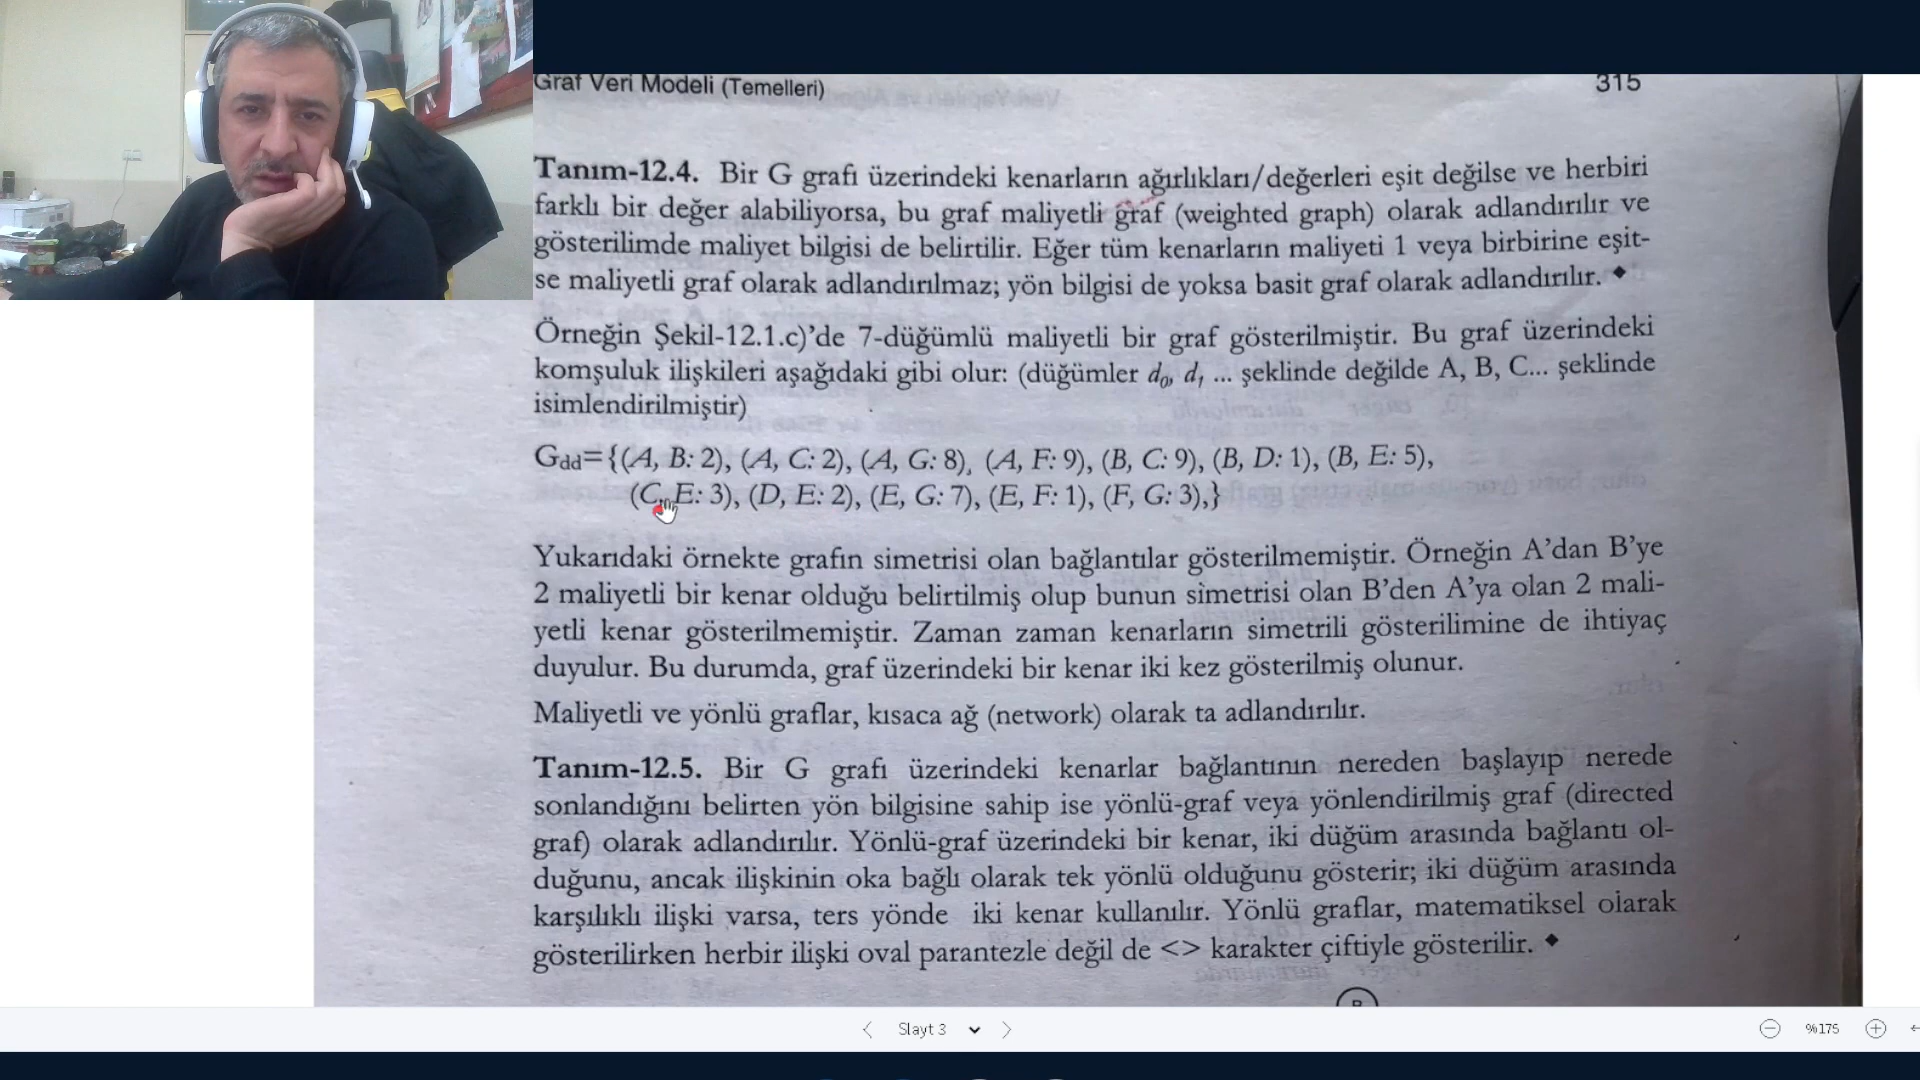 Graf Veri Modeli (Temelleri) 315
Tanım-12.4. Bir G grafı üzerindeki kenarların ağırlıkları/değerleri eşit değilse ve herbiri
farklı bir değer alabiliyorsa, bu graf maliyetli graf (weighted graph) olarak adlandırılır ve
gösterilimde maliyet bilgisi de belirtilir. Eğer tüm kenarların maliyeti 1 veya birbirine eşit-
se maliyetli graf olarak adlandırılmaz; yön bilgisi de yoksa basit graf olarak adlandırılır. ◆
Örneğin Şekil-12.1.c)'de 7-düğümlü maliyetli bir graf gösterilmiştir. Bu graf üzerindeki
komşuluk ilişkileri aşağıdaki gibi olur: (düğümler d0, d1 ... şeklinde değilde A, B, C... şeklinde
isimlendirilmiştir)
Gdd={(A, B: 2), (A, C: 2), (A, G: 8), (A, F: 9), (B, C: 9), (B, D: 1), (B, E: 5),
(C, E: 3), (D, E: 2), (E, G: 7), (E, F: 1), (F, G: 3),}
Yukarıdaki örnekte grafın simetrisi olan bağlantılar gösterilmemiştir. Örneğin A'dan B'ye
2 maliyetli bir kenar olduğu belirtilmiş olup bunun simetrisi olan B'den A'ya olan 2 mali-
yetli kenar gösterilmemiştir. Zaman zaman kenarların simetrili gösterilimine de ihtiyaç
duyulur. Bu durumda, graf üzerindeki bir kenar iki kez gösterilmiş olunur.
Maliyetli ve yönlü graflar, kısaca ağ (network) olarak ta adlandırılır.
Tanım-12.5. Bir G grafı üzerindeki kenarlar bağlantının nereden başlayıp nerede
sonlandığını belirten yön bilgisine sahip ise yönlü-graf veya yönlendirilmiş graf (directed
graf) olarak adlandırılır. Yönlü-graf üzerindeki bir kenar, iki düğüm arasında bağlantı ol-
duğunu, ancak ilişkinin oka bağlı olarak tek yönlü olduğunu gösterir; iki düğüm arasında
karşılıklı ilişki varsa, ters yönde iki kenar kullanılır. Yönlü graflar, matematiksel olarak
gösterilirken herbir ilişki oval parantezle değil de <> karakter çiftiyle gösterilir. ◆
Slayt 3
%175